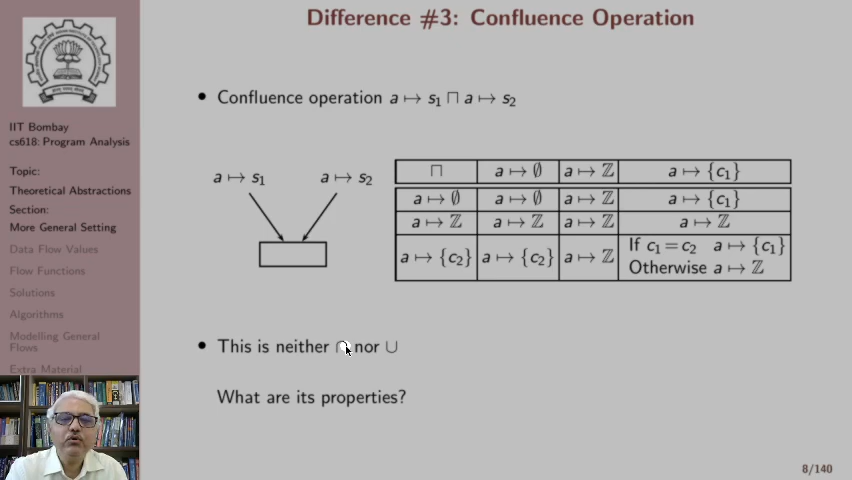 Difference #3: Confluence Operation
IIT Bombay
cs618: Program Analysis
Topic:
Theoretical Abstractions
Section:
More General Setting
Data Flow Values
Flow Functions
Solutions
Algorithms
Modelling General
Flows
Extra Material
• Confluence operation a ↦ s₁ ⊓ a ↦ s₂
a ↦ s₁ a ↦ s₂
⊓ a ↦ ∅ a ↦ ℤ a ↦ {c₁}
a ↦ ∅ a ↦ ∅ a ↦ ℤ a ↦ {c₁}
a ↦ ℤ a ↦ ℤ a ↦ ℤ a ↦ ℤ
a ↦ {c₂} a ↦ {c₂} a ↦ ℤ If c₁ = c₂ a ↦ {c₁}
Otherwise a ↦ ℤ
• This is neither ∩ nor ∪
What are its properties?
8/140